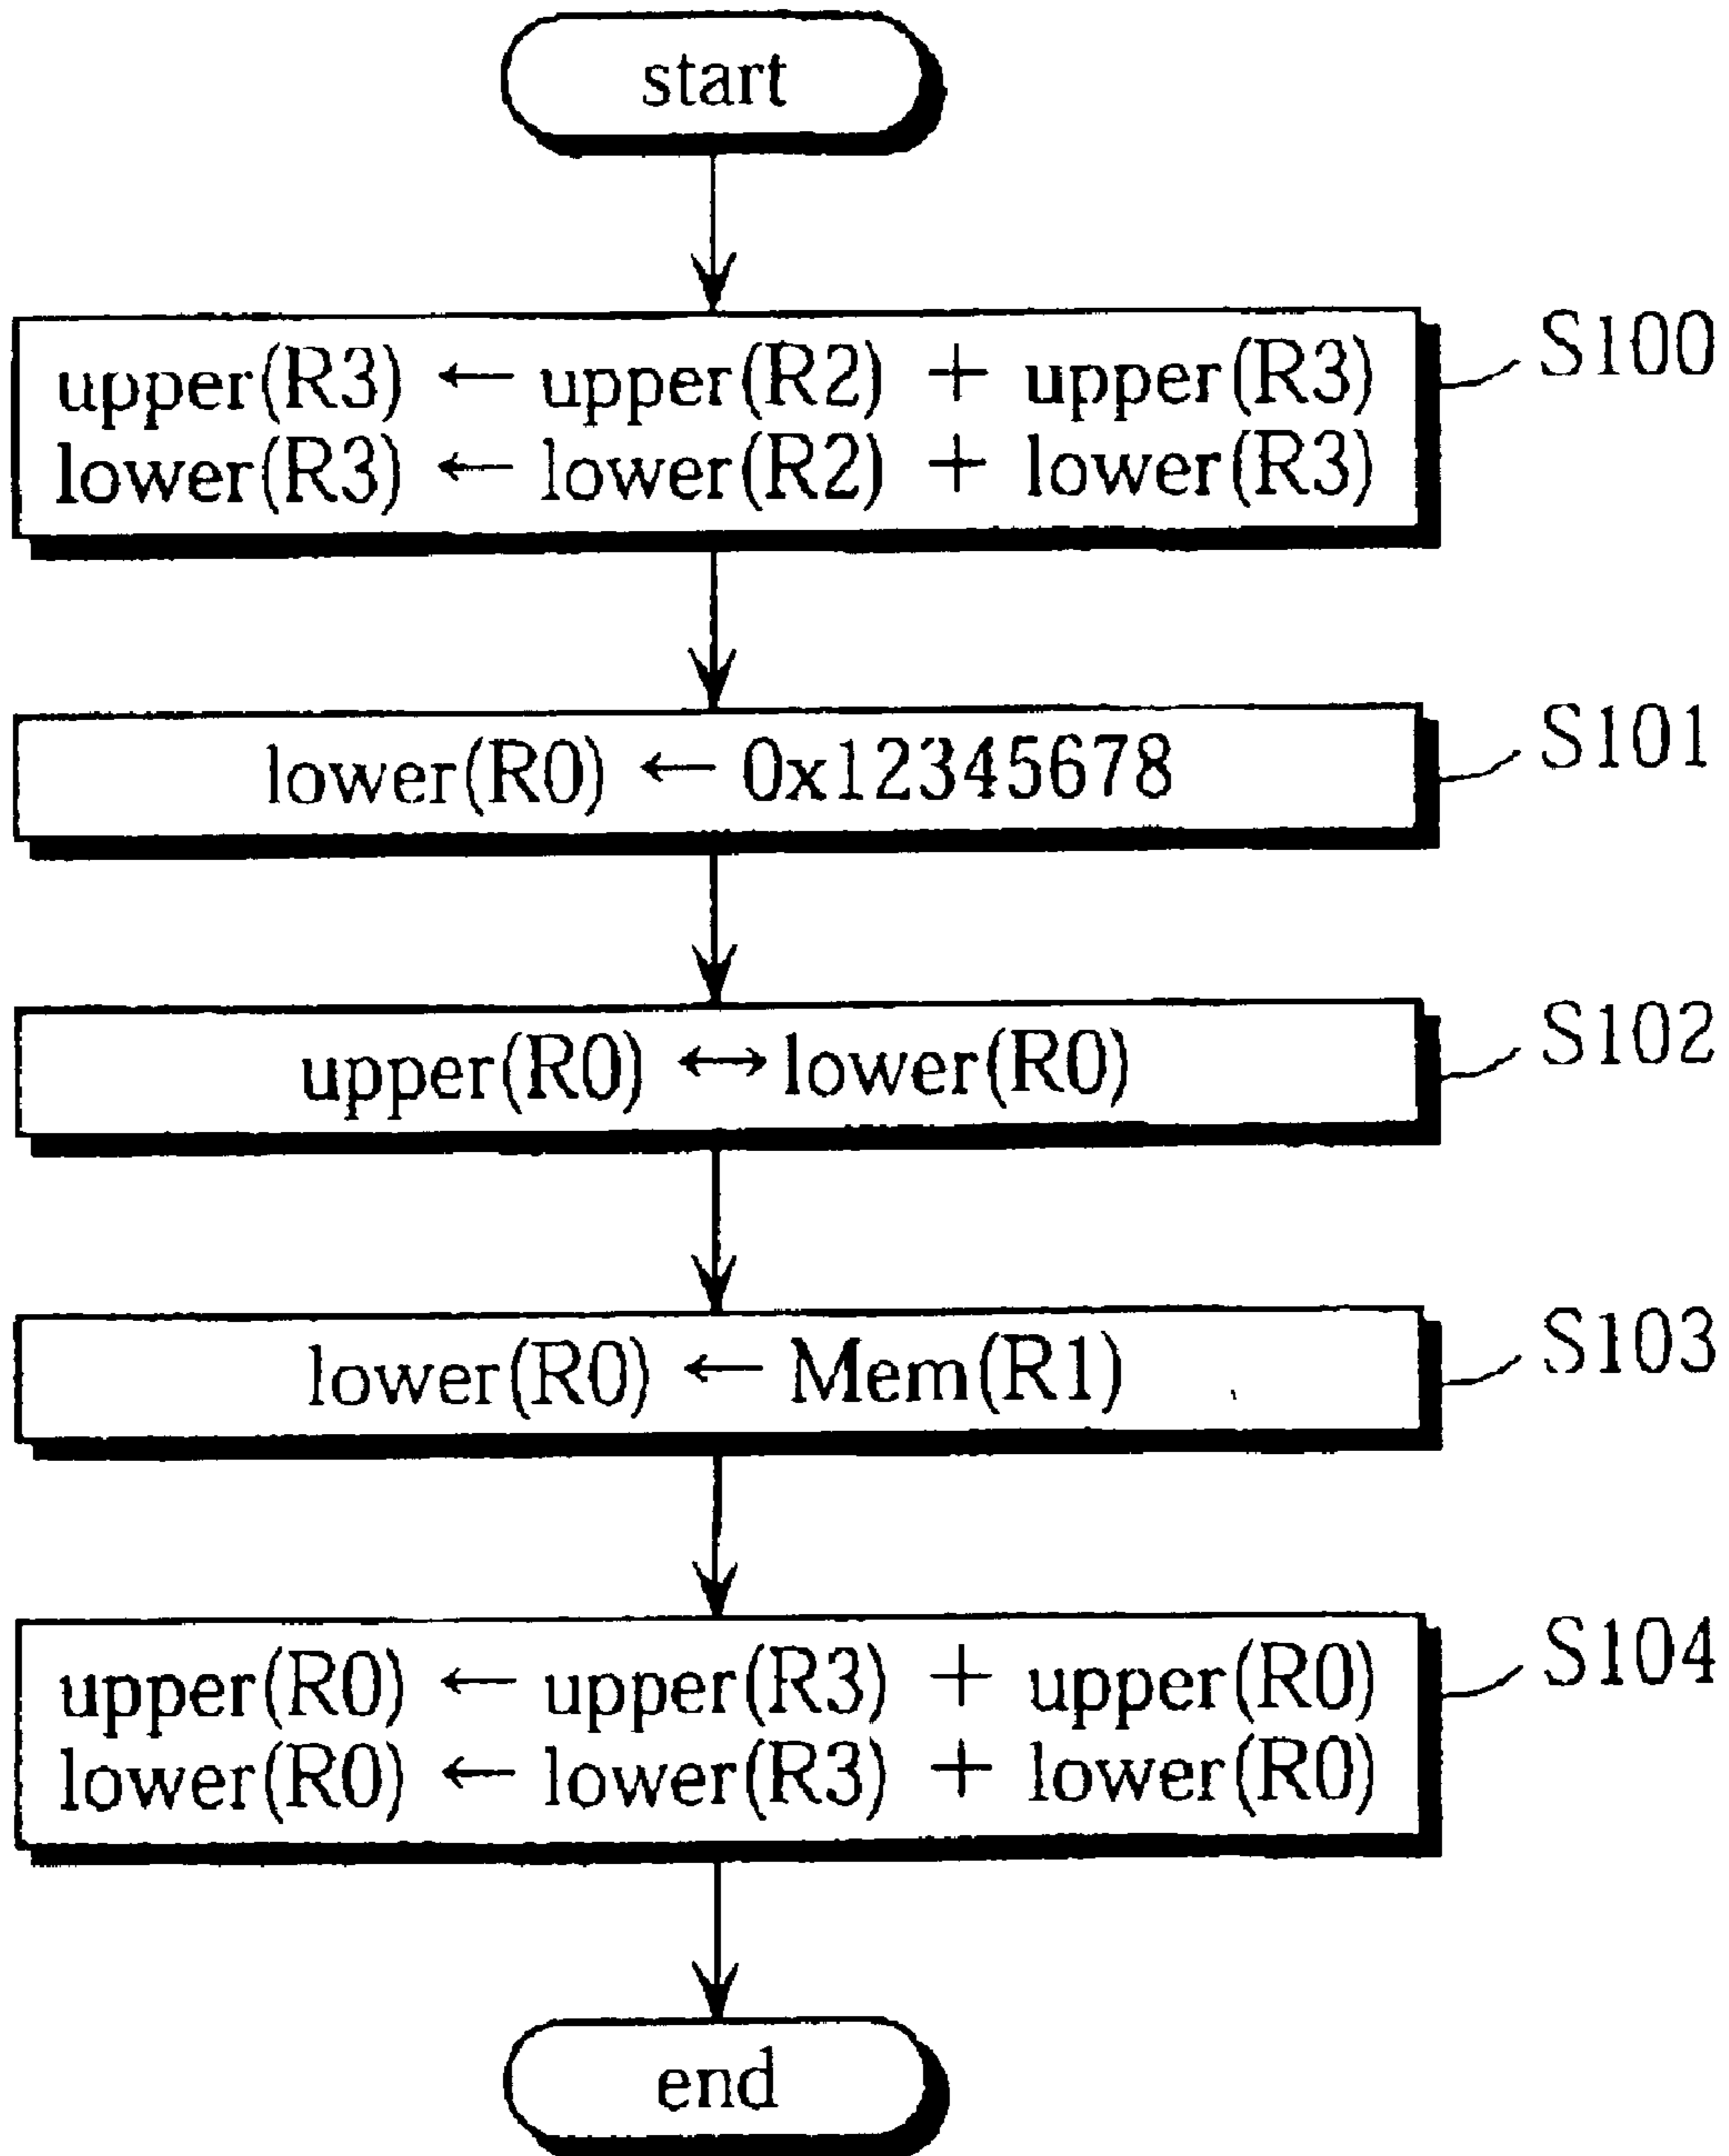 start
upper(R3) ← upper(R2) + upper(R3)
lower(R3) ← lower(R2) + lower(R3)
S100
lower(R0) ← 0x12345678
S101
upper(R0) ↔ lower(R0)
S102
lower(R0) ← Mem(R1)
S103
upper(R0) ← upper(R3) + upper(R0)
lower(R0) ← lower(R3) + lower(R0)
S104
end